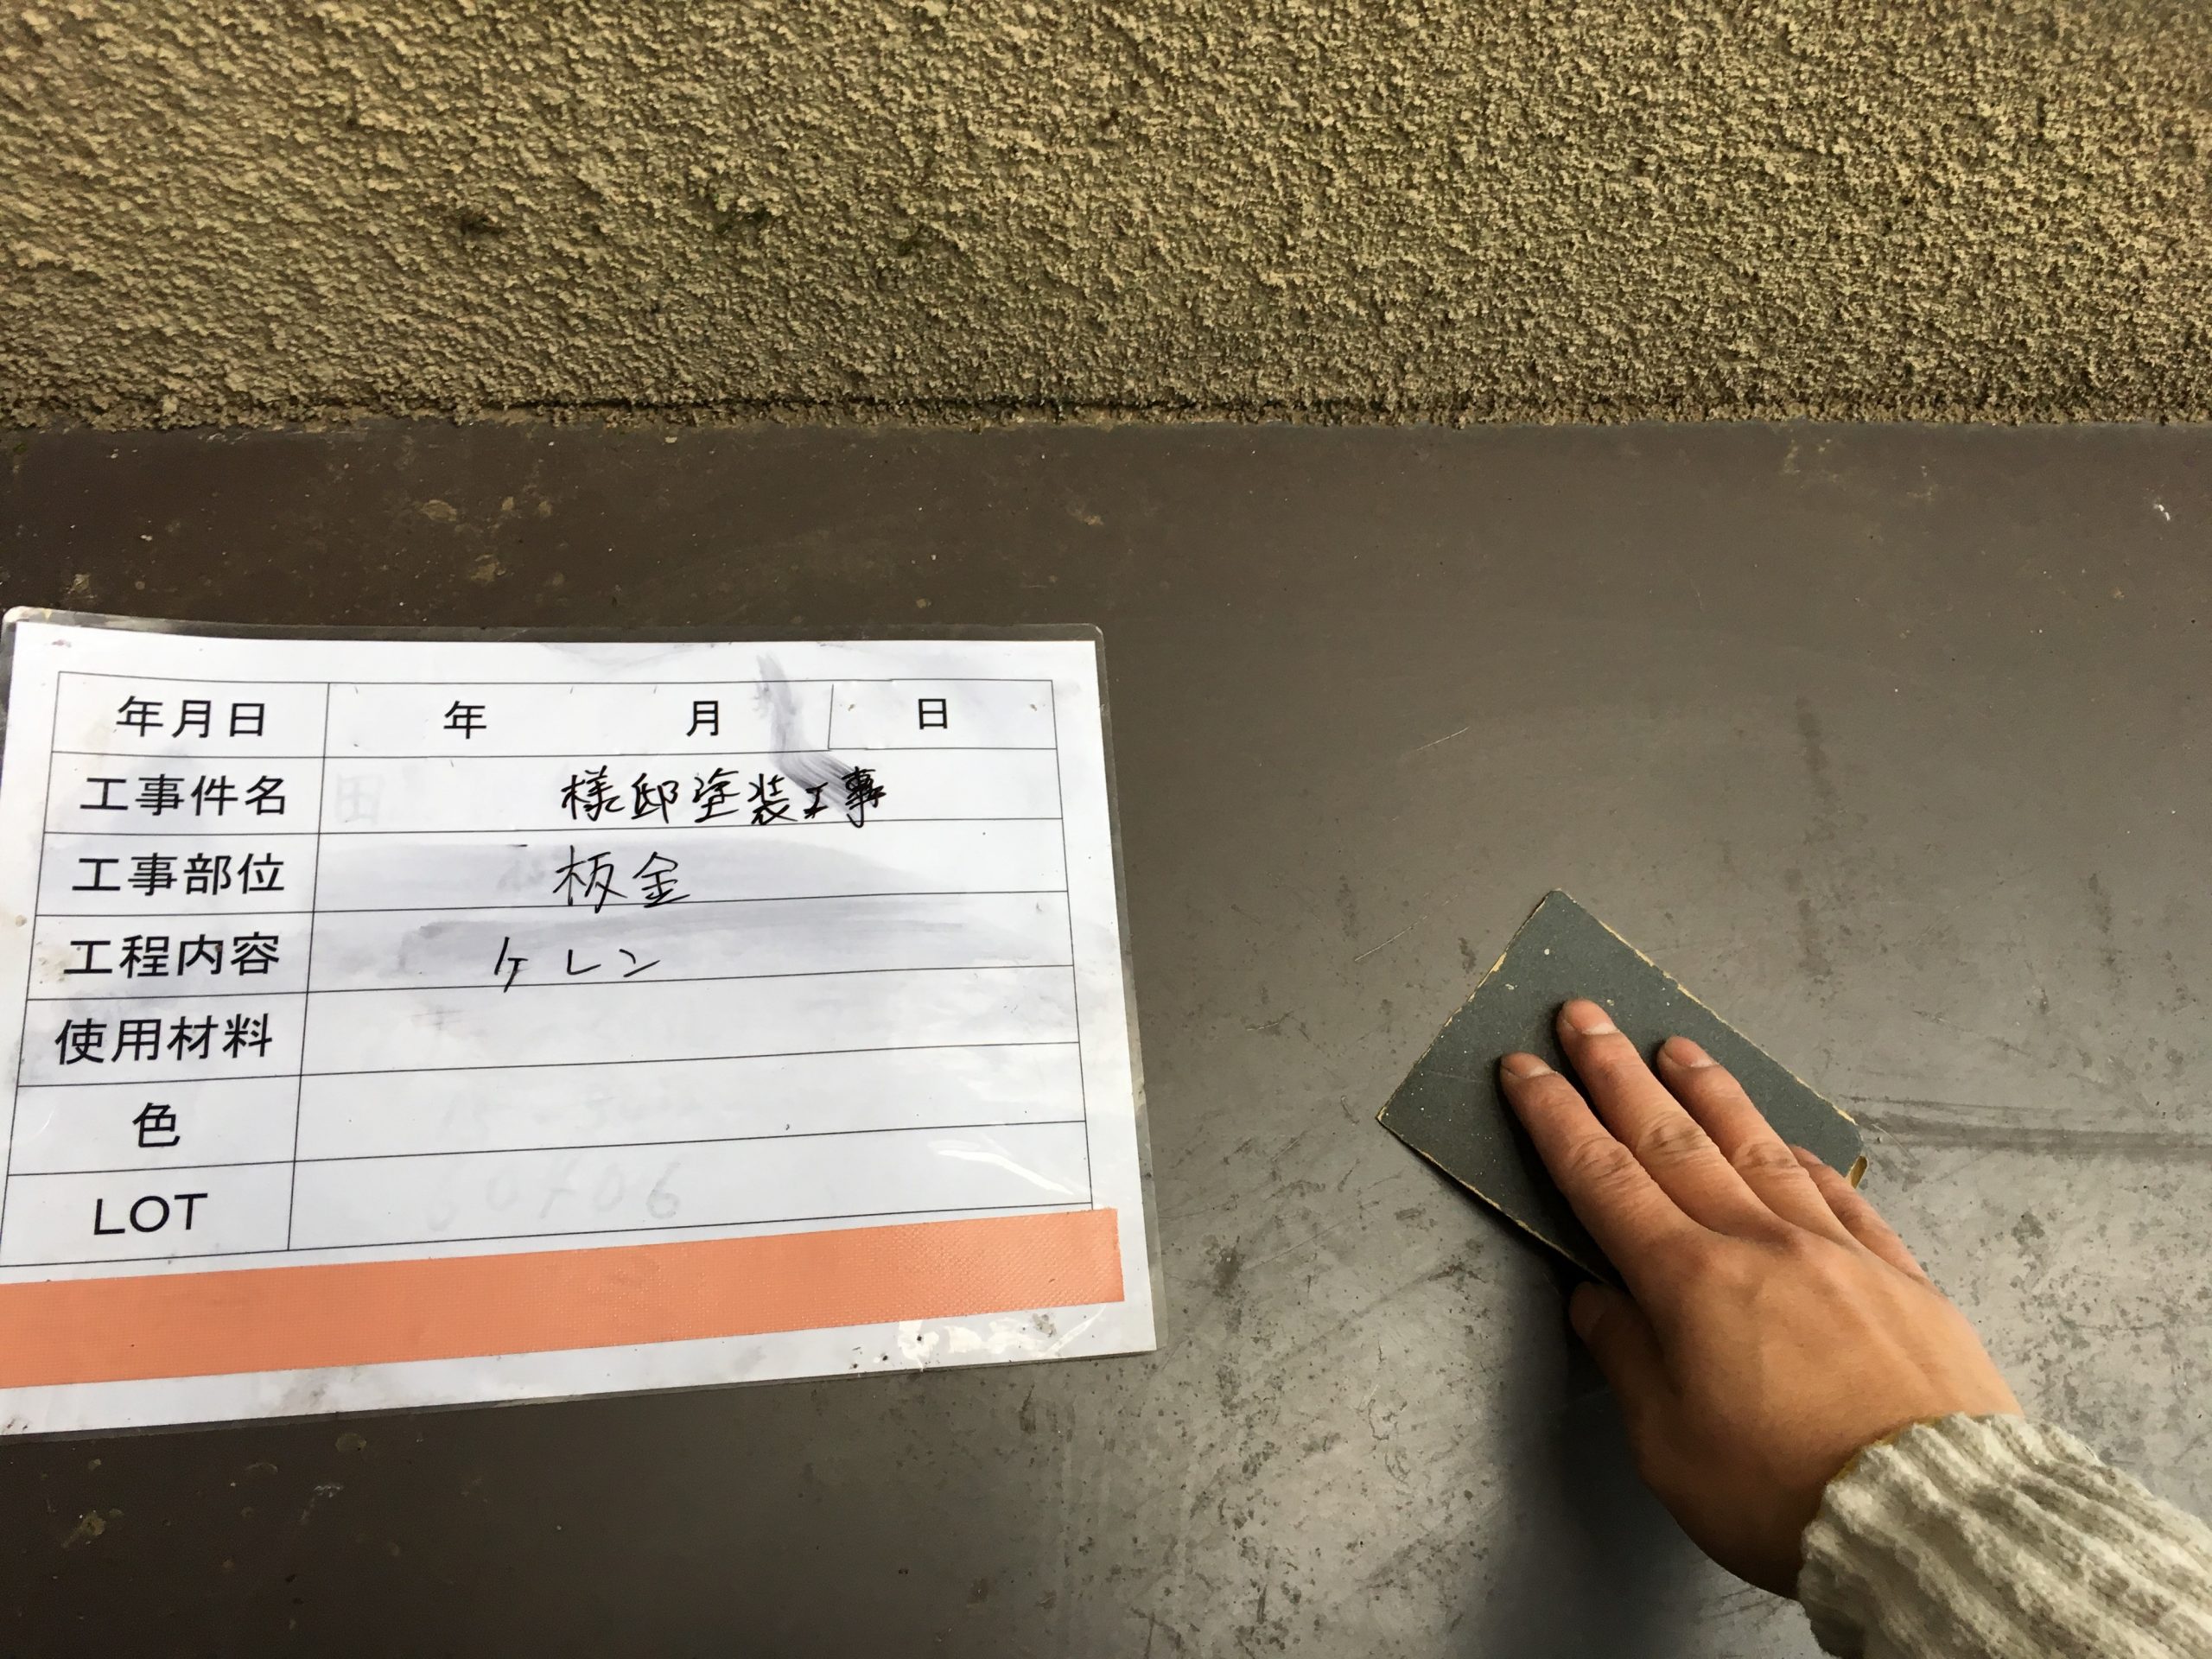 年月日 年 月 日
工事件名 様邸塗装工事
工事部位 板金
工程内容 ケレン
使用材料
色
LOT